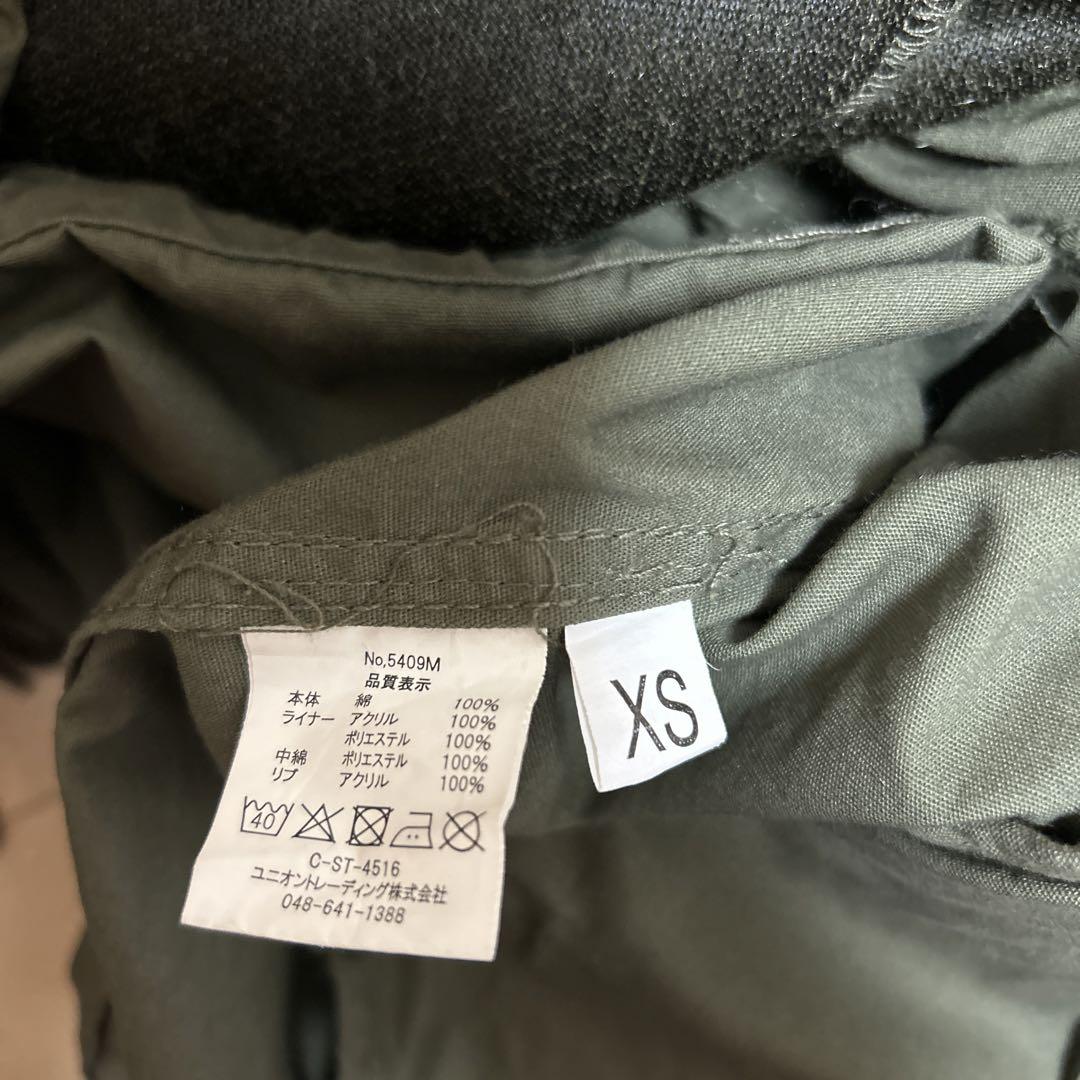 No,5409M
品質表示
本体 綿 100%
ライナー アクリル 100%
ポリエステル 100%
中綿 ポリエステル 100%
リブ アクリル 100%
40
C-ST-4516
ユニオントレーディング株式会社
048-641-1388
XS